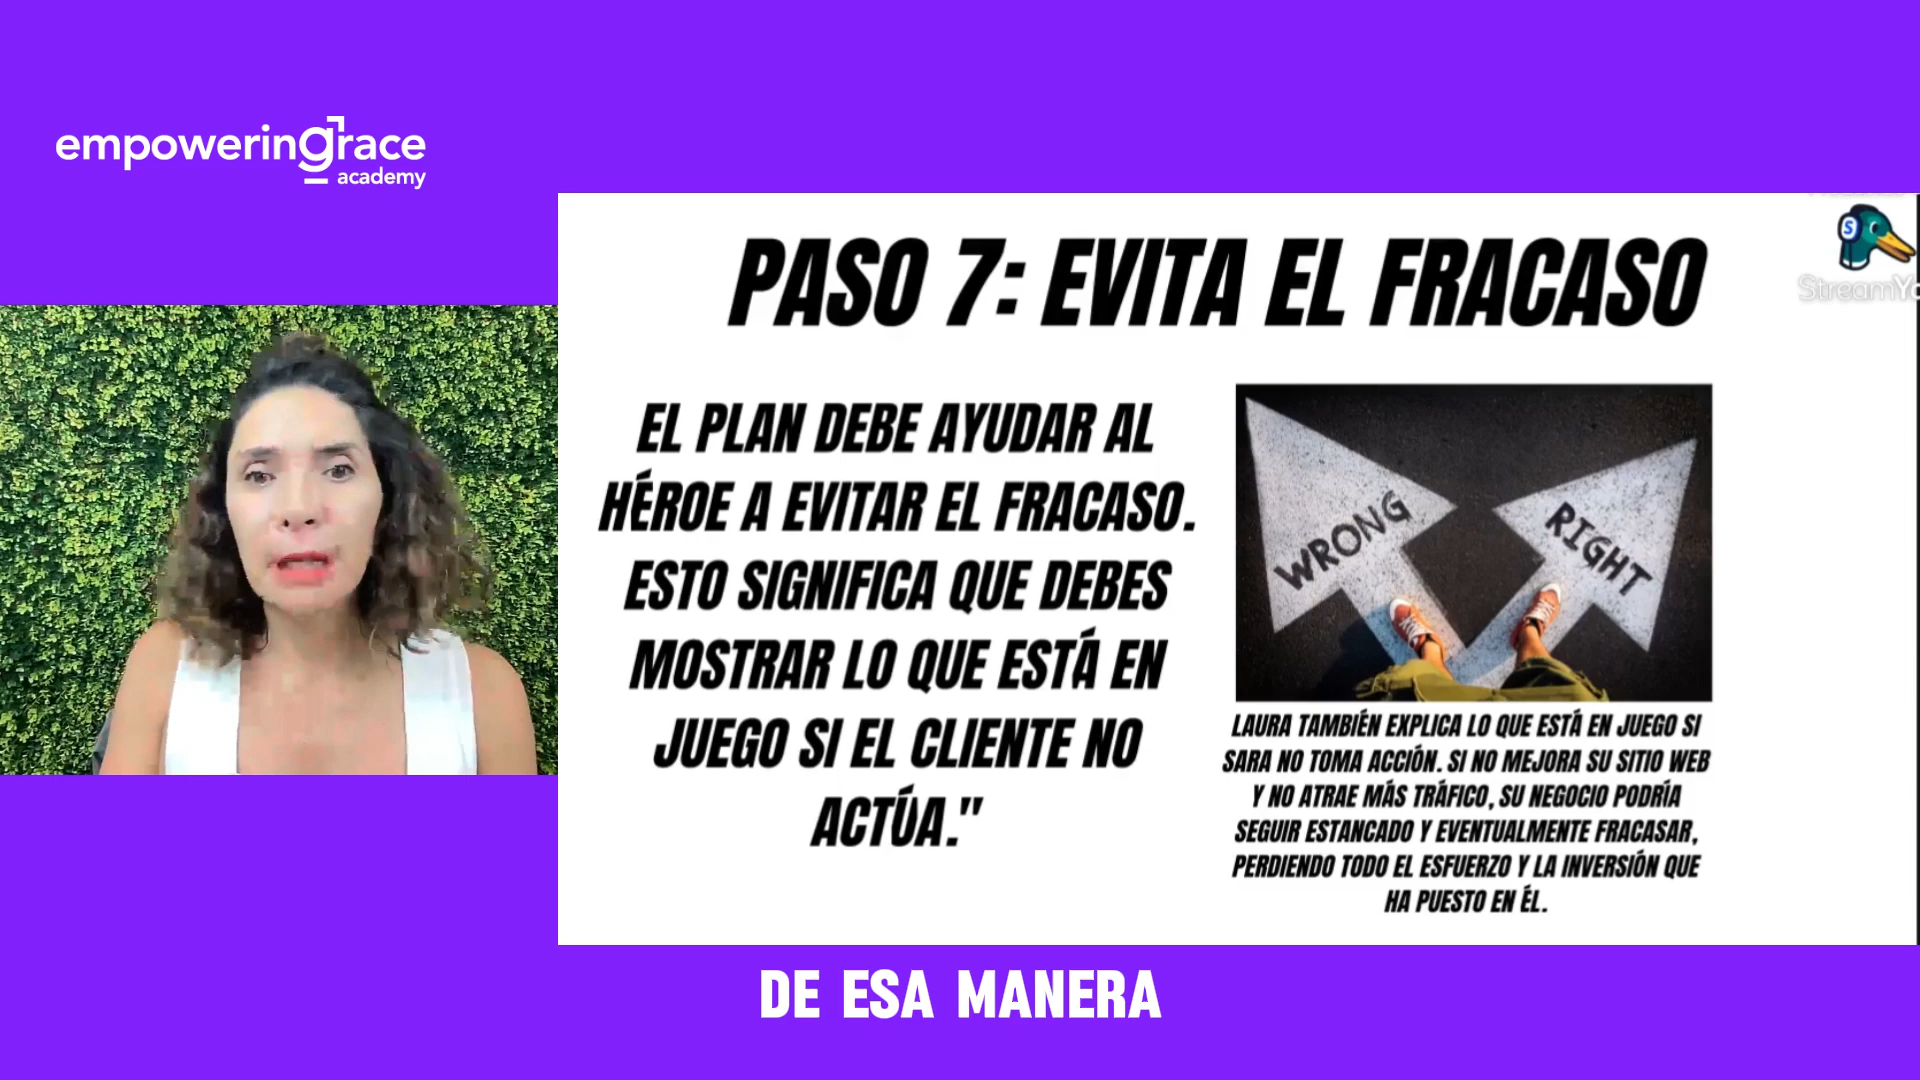 empoweringrace
academy
PASO 7: EVITA EL FRACASO
EL PLAN DEBE AYUDAR AL
HÉROE A EVITAR EL FRACASO.
ESTO SIGNIFICA QUE DEBES
MOSTRAR LO QUE ESTÁ EN
JUEGO SI EL CLIENTE NO
ACTÚA."
WRONG
RIGHT
LAURA TAMBIÉN EXPLICA LO QUE ESTÁ EN JUEGO SI
SARA NO TOMA ACCIÓN. SI NO MEJORA SU SITIO WEB
Y NO ATRAE MÁS TRÁFICO, SU NEGOCIO PODRÍA
SEGUIR ESTANCADO Y EVENTUALMENTE FRACASAR,
PERDIENDO TODO EL ESFUERZO Y LA INVERSIÓN QUE
HA PUESTO EN ÉL.
S
StreamYa
DE ESA MANERA